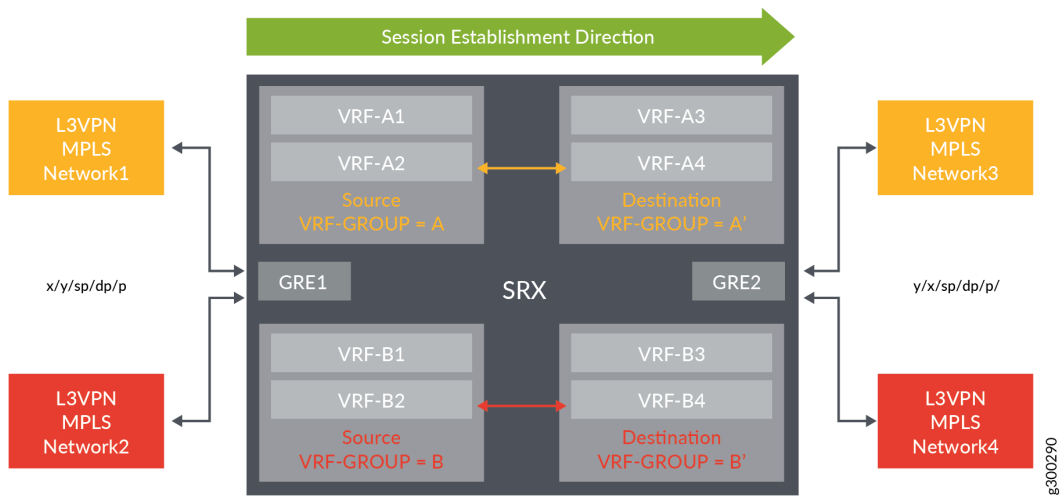 Session Establishment Direction
L3VPN
MPLS
Network1
VRF-A1
VRF-A2
Source
VRF-GROUP = A
VRF-A3
VRF-A4
Destination
VRF-GROUP = A’
L3VPN
MPLS
Network3
x/y/sp/dp/p
GRE1
SRX
GRE2
y/x/sp/dp/p/
L3VPN
MPLS
Network2
VRF-B1
VRF-B2
Source
VRF-GROUP = B
VRF-B3
VRF-B4
Destination
VRF-GROUP = B’
L3VPN
MPLS
Network4
g300290